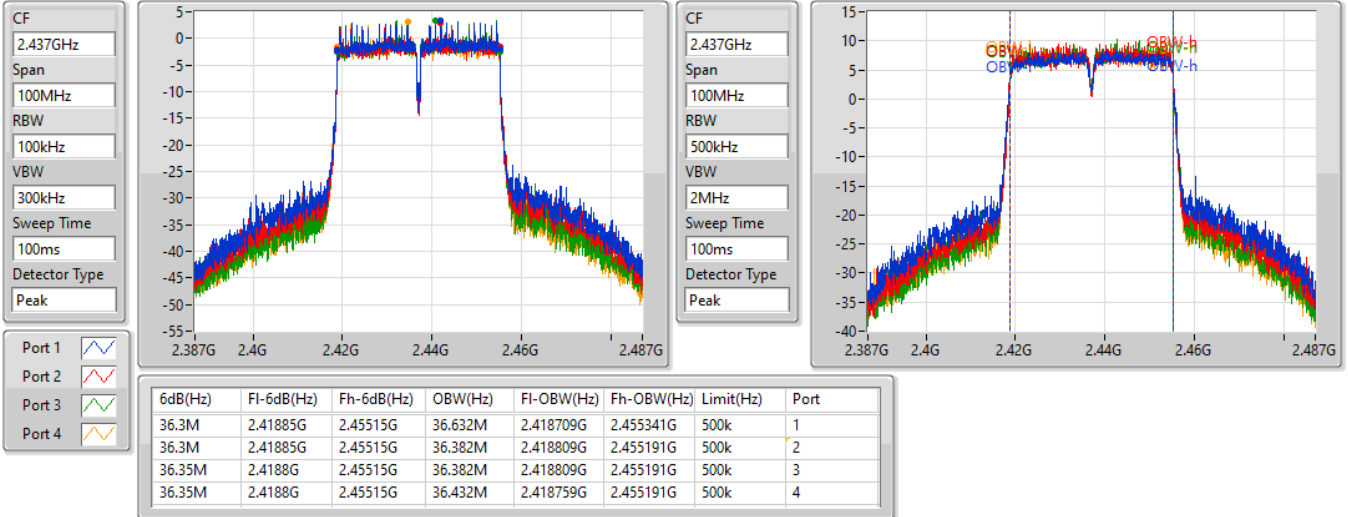 CF
2.437GHz
Span
100MHz
RBW
100kHz
VBW
300kHz
Sweep Time
100ms
Detector Type
Peak
5
0
-5
-10
-15
-20
-25
-30
-35
-40
-45
-50
-55
2.387G 2.4G 2.42G 2.44G 2.46G 2.487G
CF
2.437GHz
Span
100MHz
RBW
500kHz
VBW
2MHz
Sweep Time
100ms
Detector Type
Peak
15
10
5
0
-5
-10
-15
-20
-25
-30
-35
-40
OBW-h
OBW-h
2.387G 2.4G 2.42G 2.44G 2.46G 2.487G
Port 1
Port 2
Port 3
Port 4
6dB(Hz) Fl-6dB(Hz) Fh-6dB(Hz) OBW(Hz) Fl-OBW(Hz) Fh-OBW(Hz) Limit(Hz) Port
36.3M 2.41885G 2.45515G 36.632M 2.418709G 2.455341G 500k 1
36.3M 2.41885G 2.45515G 36.382M 2.418809G 2.455191G 500k 2
36.35M 2.4188G 2.45515G 36.382M 2.418809G 2.455191G 500k 3
36.35M 2.4188G 2.45515G 36.432M 2.418759G 2.455191G 500k 4